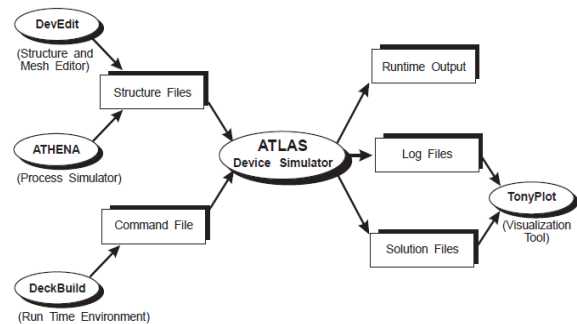 DevEdit
(Structure and
Mesh Editor)
Structure Files
ATHENA
(Process Simulator)
Command File
DeckBuild
(Run Time Environment)
ATLAS
Device Simulator
Runtime Output
Log Files
Solution Files
TonyPlot
(Visualization
Tool)